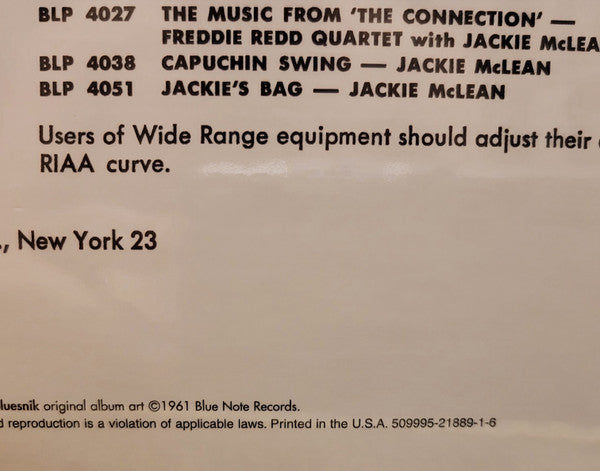 BLP 4027 THE MUSIC FROM 'THE CONNECTION' —
FREDDIE REDD QUARTET with JACKIE McLEA
BLP 4038 CAPUCHIN SWING — JACKIE McLEAN
BLP 4051 JACKIE'S BAG — JACKIE McLEAN
Users of Wide Range equipment should adjust their
RIAA curve.
., New York 23
luesnik original album art ©1961 Blue Note Records.
d reproduction is a violation of applicable laws. Printed in the U.S.A. 509995-21889-1-6